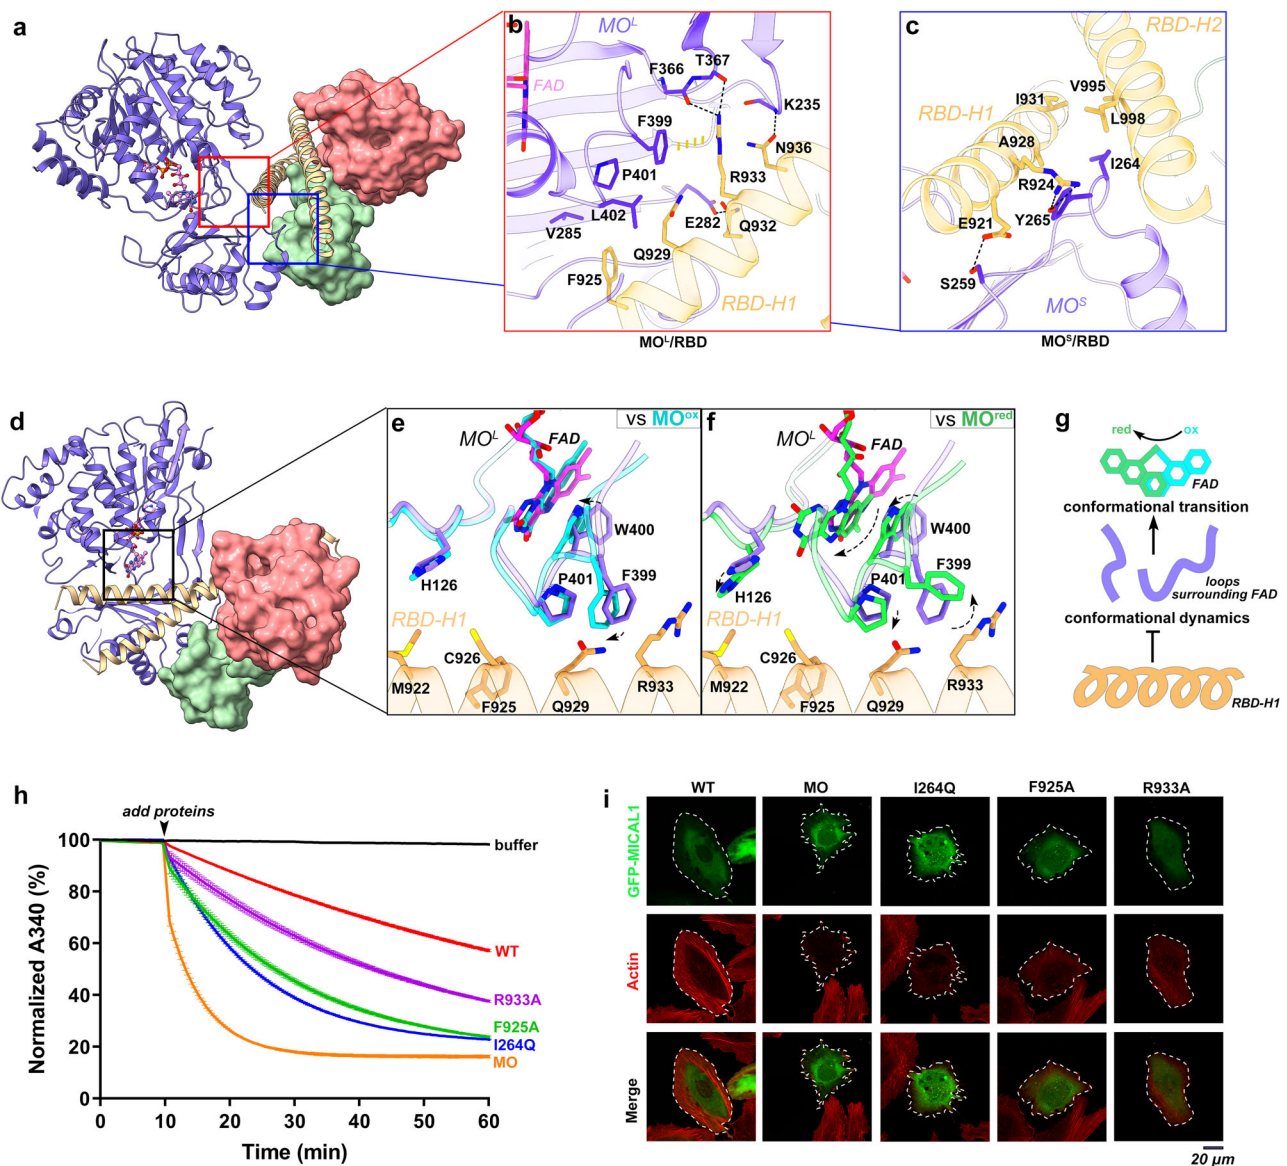 a
b
MO^L
T367
F366
FAD
K235
F399
N936
P401
R933
L402
E282
Q932
V285
Q929
F925
RBD-H1
MO^L/RBD
c
RBD-H2
V995
I931
RBD-H1
L998
A928
I264
R924
E921
Y265
S259
MO^S
MO^S/RBD
d
e
VS MO^ox
MO^L
FAD
W400
H126
P401
F399
RBD-H1
C926
M922
R933
F925
Q929
f
VS MO^red
MO^L
FAD
W400
F399
P401
H126
RBD-H1
C926
M922
R933
F925
Q929
g
red
ox
FAD
conformational transition
loops
surrounding FAD
conformational dynamics
RBD-H1
h
add proteins
Normalized A340 (%)
100
80
60
40
20
0
buffer
WT
R933A
F925A
I264Q
MO
0
10
20
30
40
50
60
Time (min)
i
WT
MO
I264Q
F925A
R933A
GFP-MICAL1
Actin
Merge
20 µm